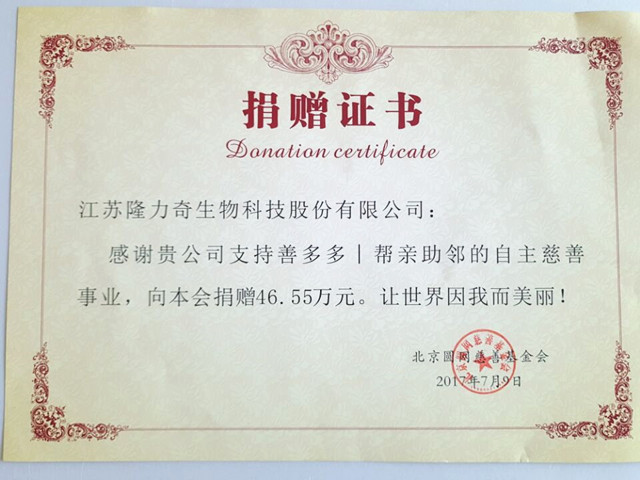 捐赠证书
Donation certificate
江苏隆力奇生物科技股份有限公司：
感谢贵公司支持善多多丨帮亲助邻的自主慈善
事业，向本会捐赠46.55万元。让世界因我而美丽！
北京圆网慈善基金会
2017年7月9日